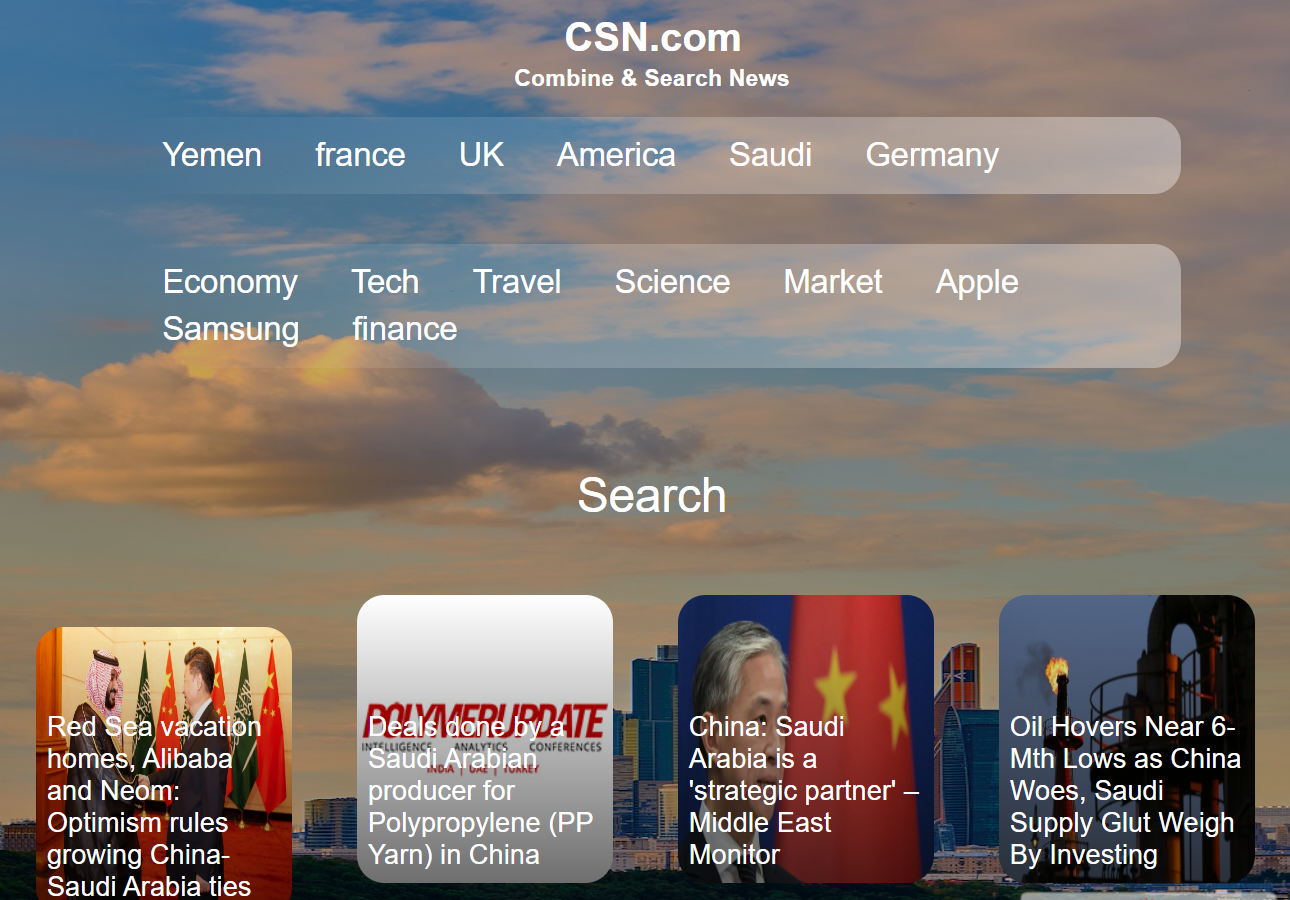 CSN.com
Combine & Search News
Yemen france UK America Saudi Germany
Economy Tech Travel Science Market Apple
Samsung finance
Search
Red Sea vacation
homes, Alibaba
and Neom:
Optimism rules
growing China-
Saudi Arabia ties
POLYMERUPDATE
INTELLIGENCE ANALYTICS CONFERENCES
INDIA | UAE | TURKEY
Deals done by a
Saudi Arabian
producer for
Polypropylene (PP
Yarn) in China
China: Saudi
Arabia is a
'strategic partner' –
Middle East
Monitor
Oil Hovers Near 6-
Mth Lows as China
Woes, Saudi
Supply Glut Weigh
By Investing